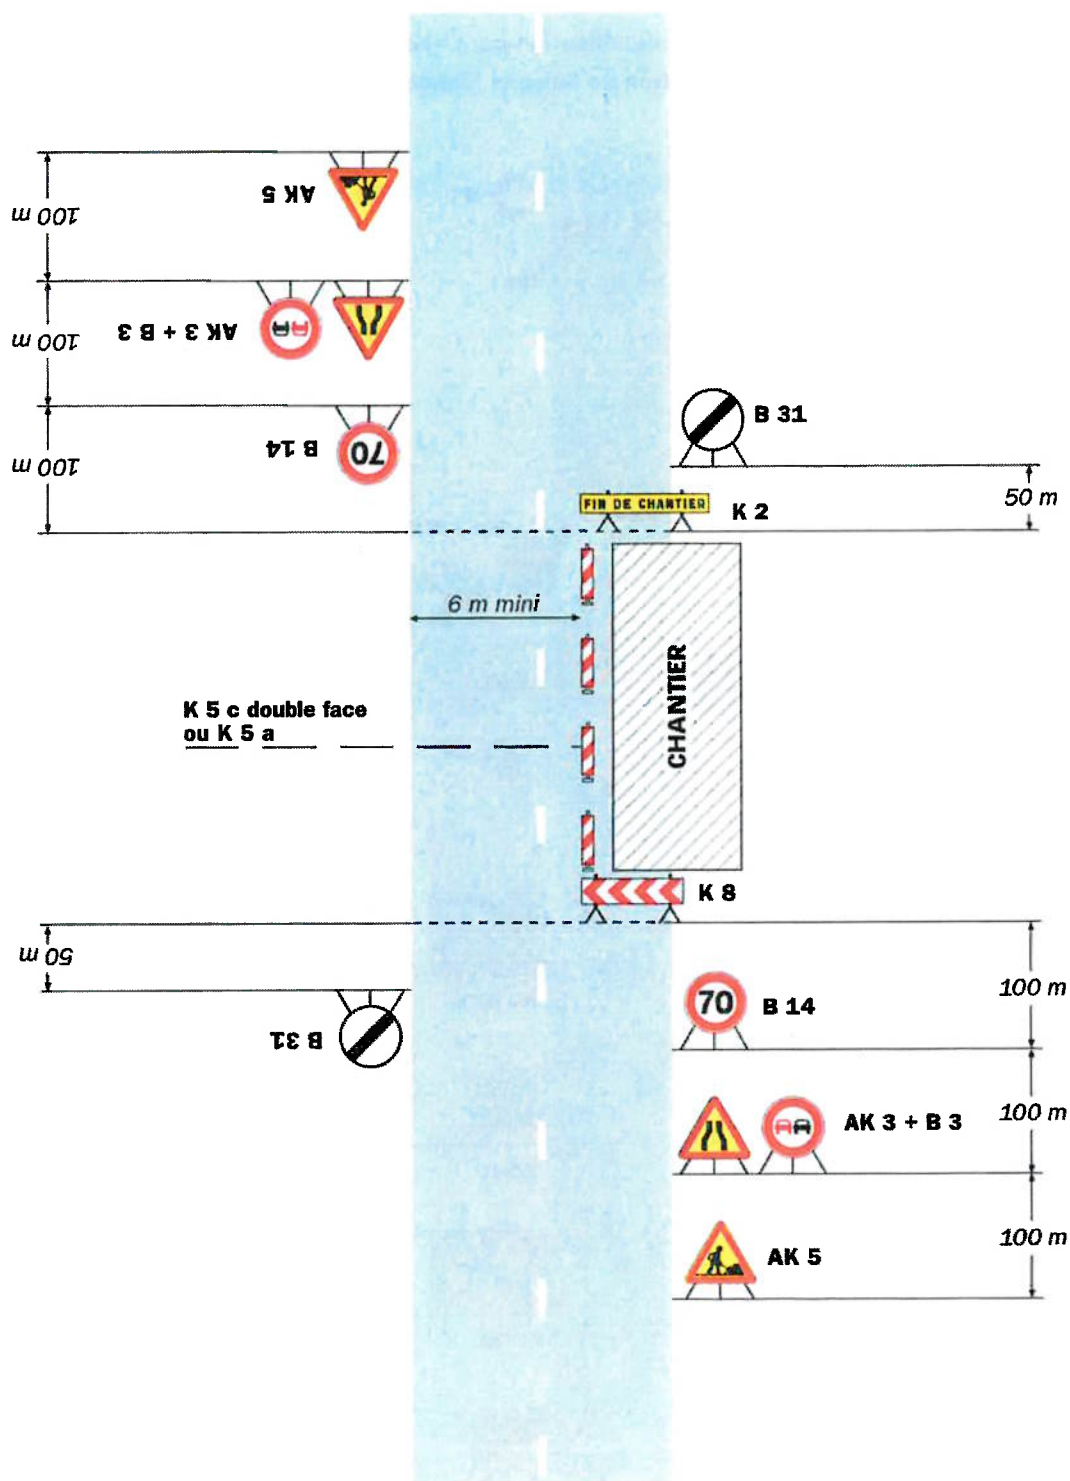 AK 5
100 m
AK 3 + B 3
100 m
B 14
70
100 m
B 31
50 m
FIN DE CHANTIER
K 2
6 m mini
CHANTIER
K 5 c double face
ou K 5 a
K 8
50 m
B 31
100 m
70
B 14
AK 3 + B 3
100 m
AK 5
100 m